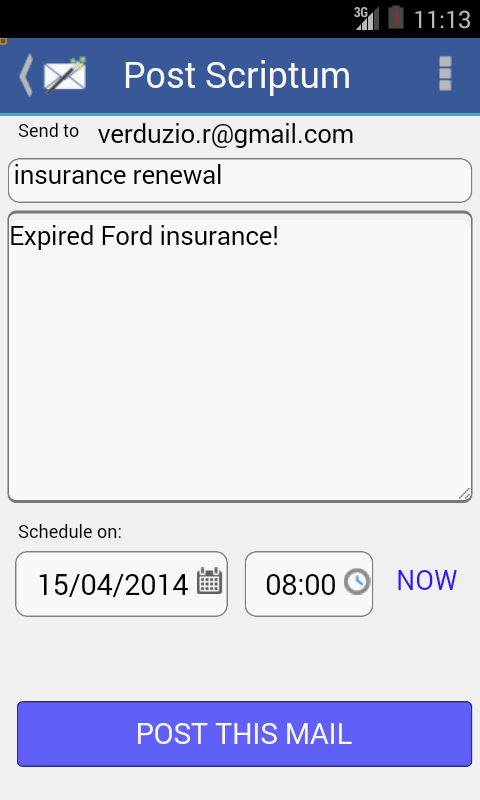 3G 11:13
Post Scriptum
Send to verduzio.r@gmail.com
insurance renewal
Expired Ford insurance!
Schedule on:
15/04/2014 08:00 NOW
POST THIS MAIL